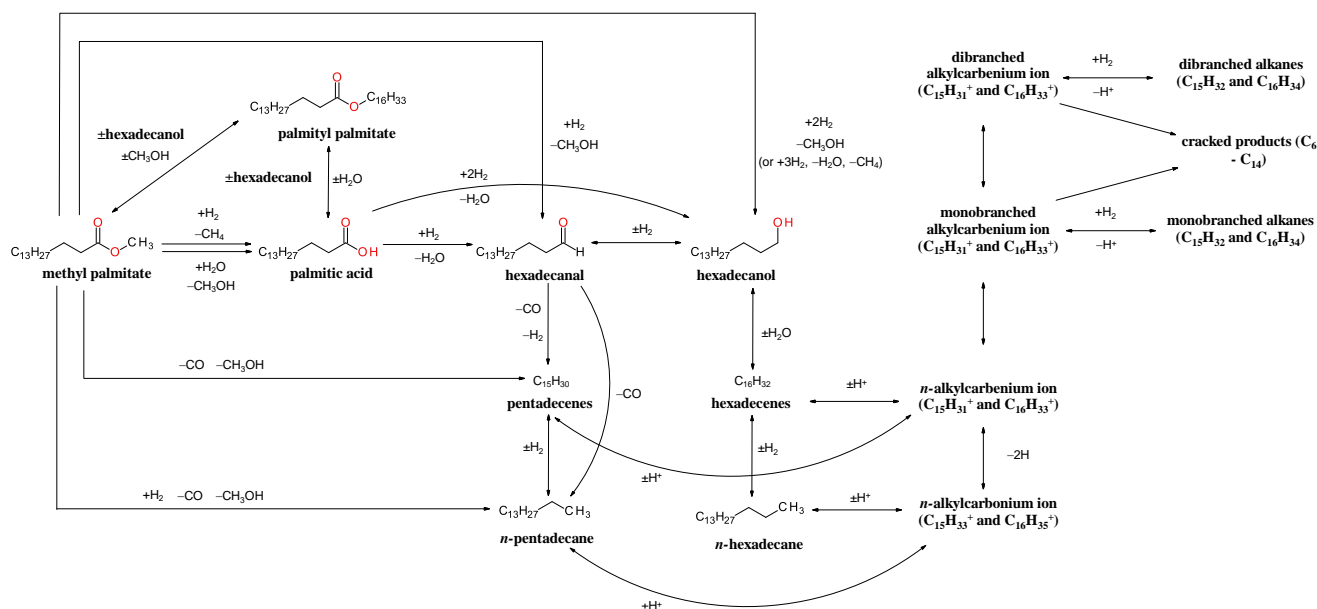 dibranched
alkylcarbenium ion
(C₁₅H₃₁⁺ and C₁₆H₃₃⁺)
+H₂
−H⁺
dibranched alkanes
(C₁₅H₃₂ and C₁₆H₃₄)
O
C₁₃H₂₇
O
C₁₆H₃₃
palmityl palmitate
±hexadecanol
±CH₃OH
+H₂
−CH₃OH
+2H₂
−CH₃OH
(or +3H₂, −H₂O, −CH₄)
cracked products (C₆
- C₁₄)
±hexadecanol
±H₂O
+2H₂
−H₂O
O
C₁₃H₂₇
O
CH₃
methyl palmitate
+H₂
−CH₄
+H₂O
−CH₃OH
O
C₁₃H₂₇
OH
palmitic acid
+H₂
−H₂O
O
C₁₃H₂₇
H
hexadecanal
±H₂
OH
C₁₃H₂₇
hexadecanol
monobranched
alkylcarbenium ion
(C₁₅H₃₁⁺ and C₁₆H₃₃⁺)
+H₂
−H⁺
monobranched alkanes
(C₁₅H₃₂ and C₁₆H₃₄)
−CO
−H₂
±H₂O
−CO −CH₃OH
C₁₅H₃₀
pentadecenes
−CO
C₁₆H₃₂
hexadecenes
±H⁺
n-alkylcarbenium ion
(C₁₅H₃₁⁺ and C₁₆H₃₃⁺)
±H₂
±H⁺
±H₂
−2H
+H₂ −CO −CH₃OH
C₁₃H₂₇
CH₃
n-pentadecane
C₁₃H₂₇
CH₃
n-hexadecane
±H⁺
n-alkylcarbonium ion
(C₁₅H₃₃⁺ and C₁₆H₃₅⁺)
±H⁺